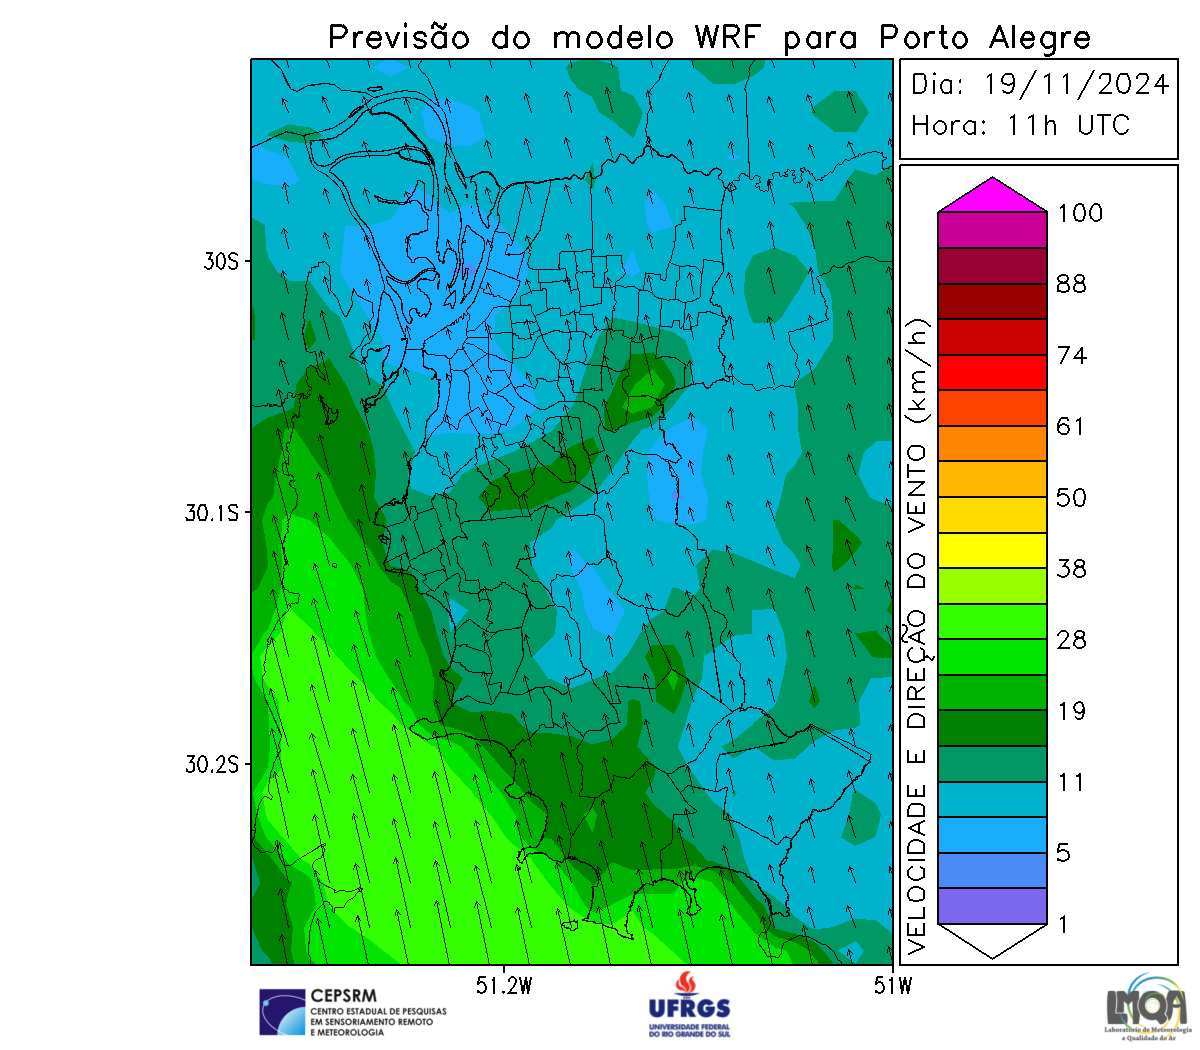 Previsão do modelo WRF para Porto Alegre
Dia: 19/11/2024
Hora: 11h UTC
100
88
74
61
50
38
28
19
11
5
1
VELOCIDADE E DIREÇÃO DO VENTO (km/h)
30S
30.1S
30.2S
51.2W
51W
CEPSRM
CENTRO ESTADUAL DE PESQUISAS
EM SENSORIAMENTO REMOTO
E METEOROLOGIA
UFRGS
UNIVERSIDADE FEDERAL
DO RIO GRANDE DO SUL
LMQA
Laboratório de Meteorologia
e Qualidade do Ar